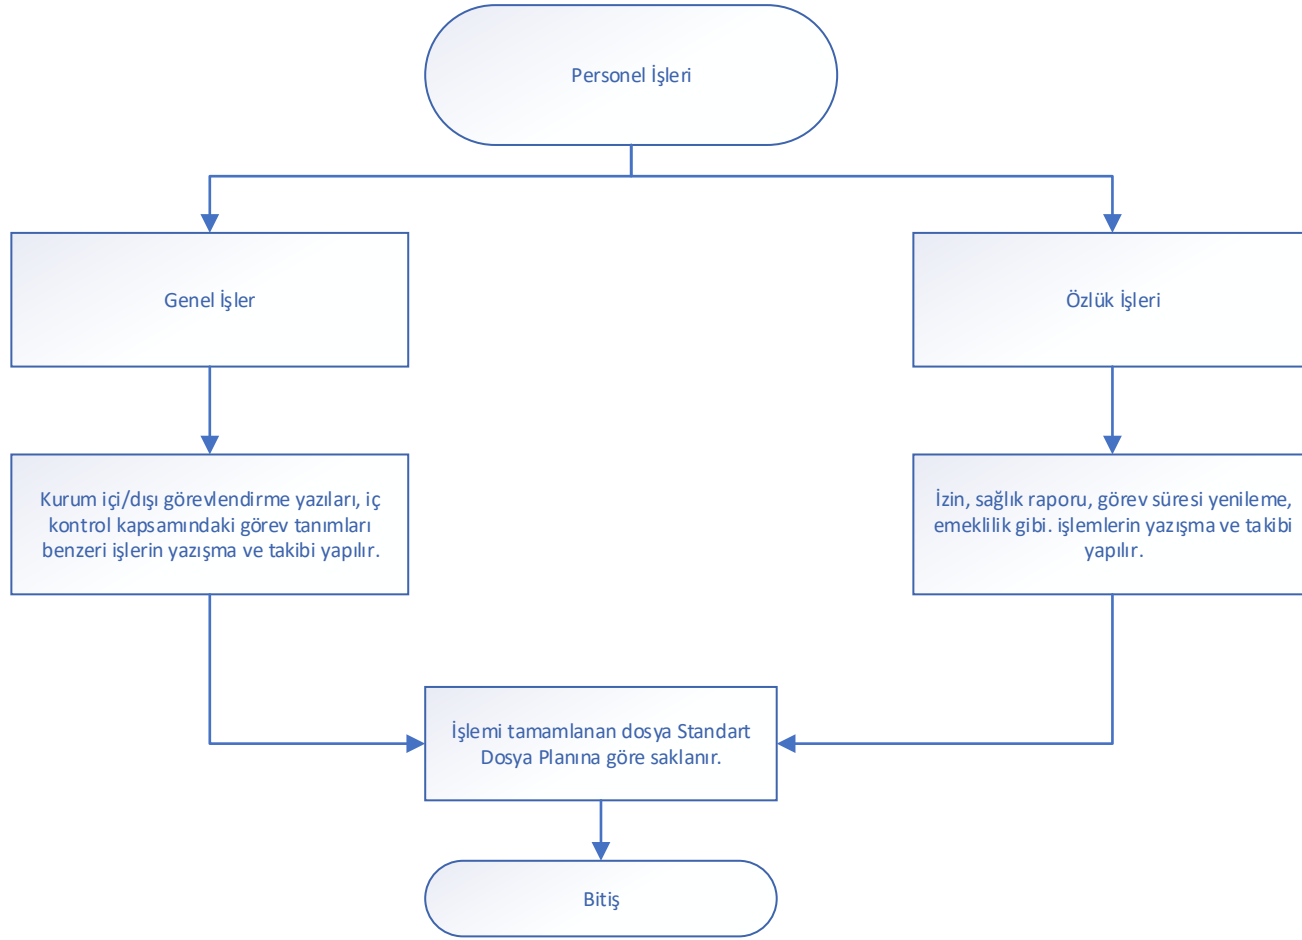 Personel İşleri
Genel İşler
Özlük İşleri
Kurum içi/dışı görevlendirme yazıları, iç
kontrol kapsamındaki görev tanımları
benzeri işlerin yazışma ve takibi yapılır.
İzin, sağlık raporu, görev süresi yenileme,
emeklilik gibi. işlemlerin yazışma ve takibi
yapılır.
İşlemi tamamlanan dosya Standart
Dosya Planına göre saklanır.
Bitiş